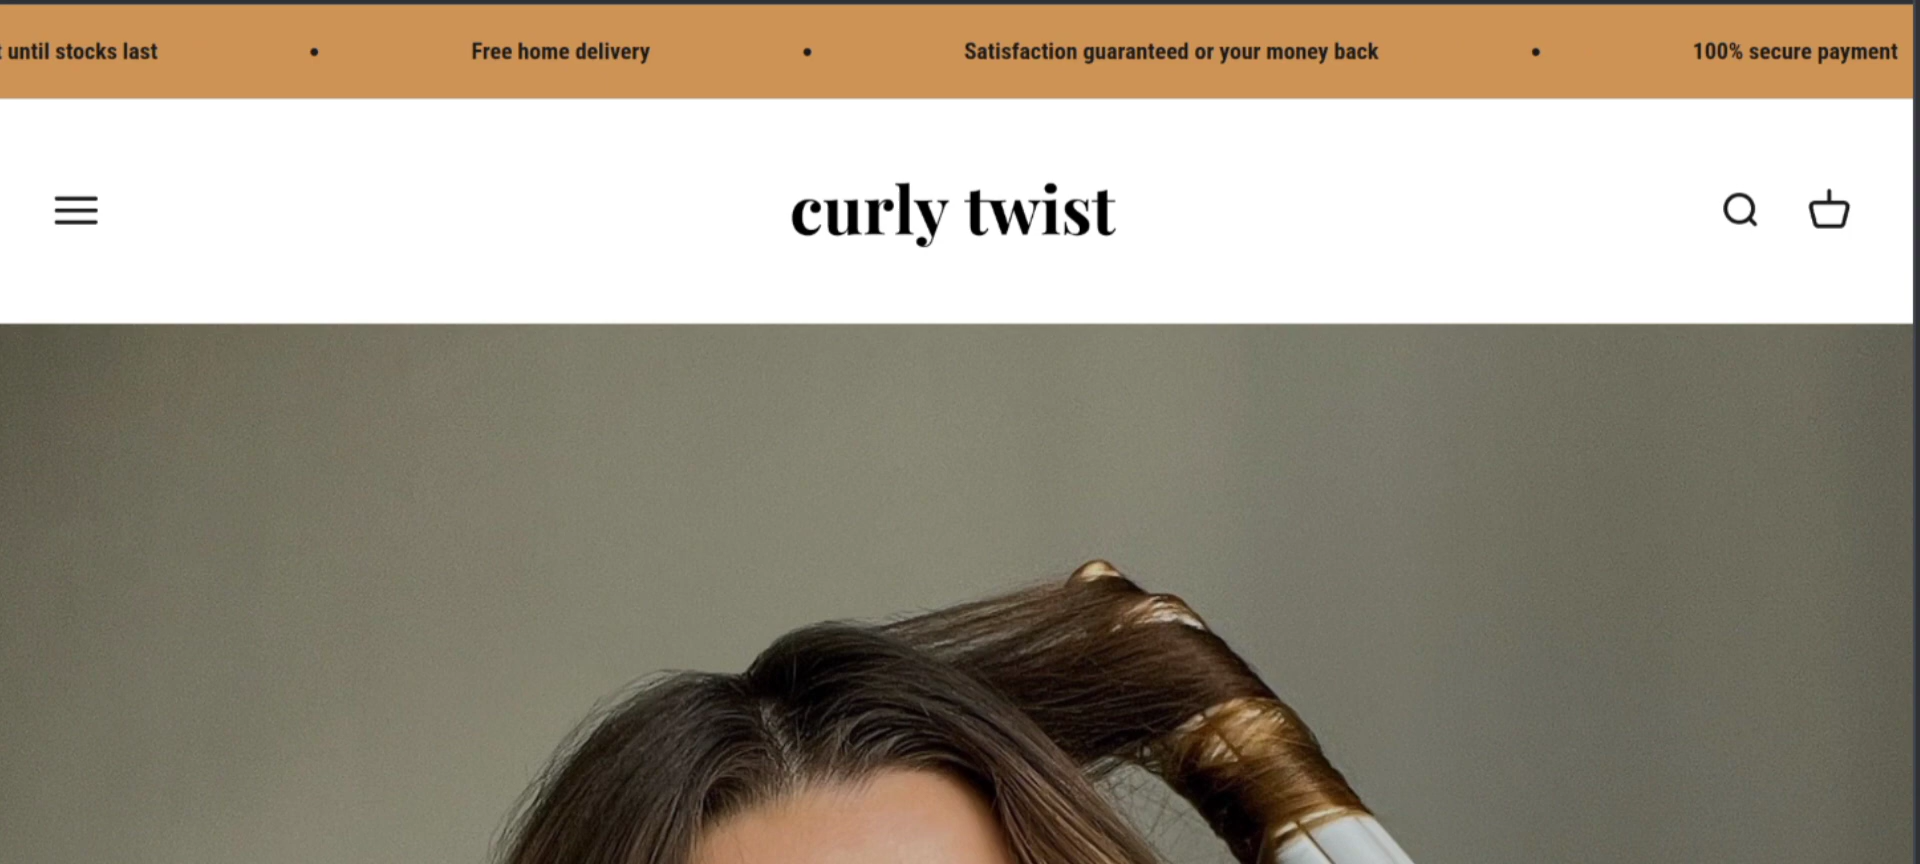 until stocks last • Free home delivery • Satisfaction guaranteed or your money back • 100% secure payment
curly twist